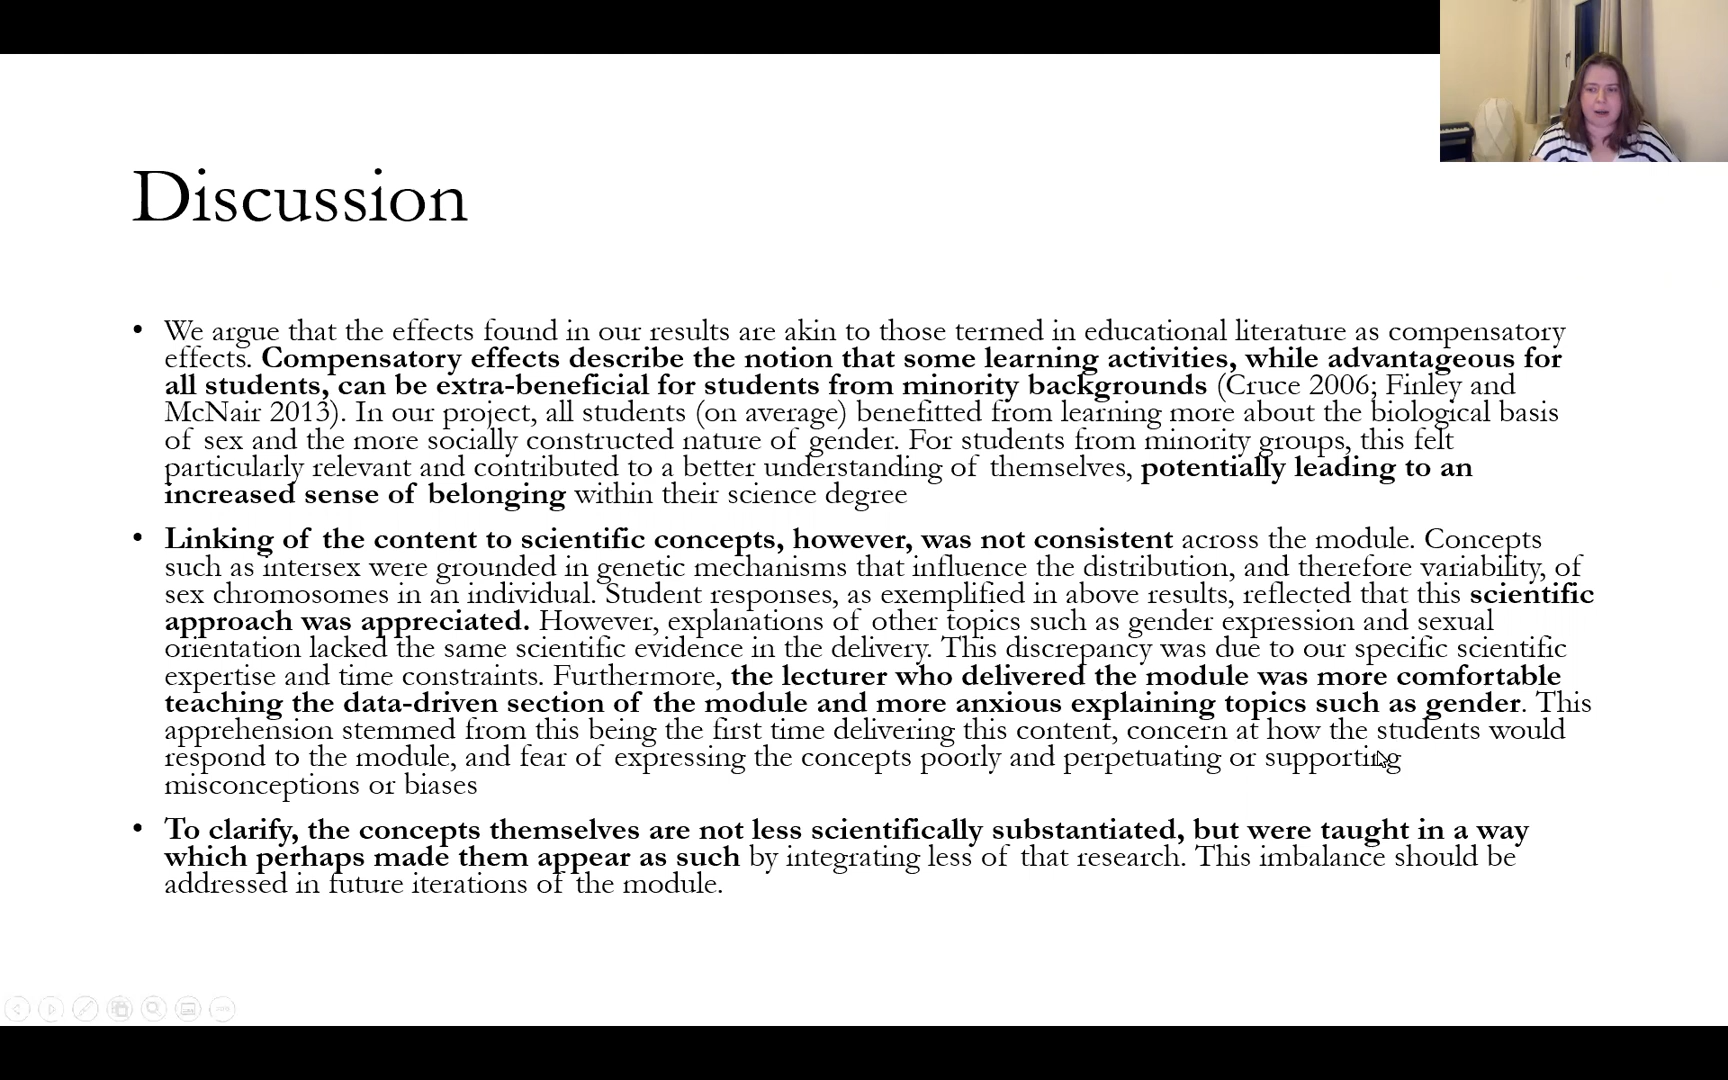 Discussion
• We argue that the effects found in our results are akin to those termed in educational literature as compensatory
effects. Compensatory effects describe the notion that some learning activities, while advantageous for
all students, can be extra-beneficial for students from minority backgrounds (Cruce 2006; Finley and
McNair 2013). In our project, all students (on average) benefitted from learning more about the biological basis
of sex and the more socially constructed nature of gender. For students from minority groups, this felt
particularly relevant and contributed to a better understanding of themselves, potentially leading to an
increased sense of belonging within their science degree
• Linking of the content to scientific concepts, however, was not consistent across the module. Concepts
such as intersex were grounded in genetic mechanisms that influence the distribution, and therefore variability, of
sex chromosomes in an individual. Student responses, as exemplified in above results, reflected that this scientific
approach was appreciated. However, explanations of other topics such as gender expression and sexual
orientation lacked the same scientific evidence in the delivery. This discrepancy was due to our specific scientific
expertise and time constraints. Furthermore, the lecturer who delivered the module was more comfortable
teaching the data-driven section of the module and more anxious explaining topics such as gender. This
apprehension stemmed from this being the first time delivering this content, concern at how the students would
respond to the module, and fear of expressing the concepts poorly and perpetuating or supporting
misconceptions or biases
• To clarify, the concepts themselves are not less scientifically substantiated, but were taught in a way
which perhaps made them appear as such by integrating less of that research. This imbalance should be
addressed in future iterations of the module.